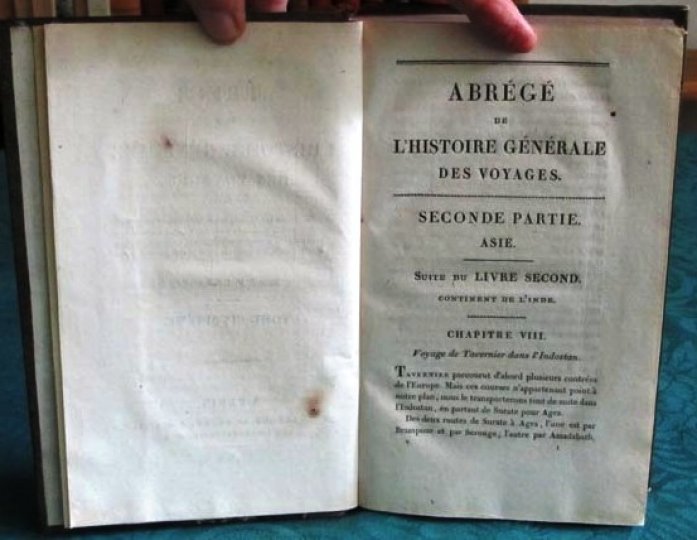 ABRÉGÉ
DE
L'HISTOIRE GÉNÉRALE
DES VOYAGES.
SECONDE PARTIE.
ASIE.
SUITE DU LIVRE SECOND.
CONTINENT DE L'INDE.
CHAPITRE VIII.
Voyage de Tavernier dans l'Indostan.
TAVERNIER parcourut d'abord plusieurs contrées
de l'Europe. Mais ces courses n'appartenant point à
notre plan, nous le transporterons tout de suite dans
l'Indostan, en partant de Surate pour Agra.
Des deux routes de Surate à Agra, l'une est par
Brampour et par Seronge, l'autre par Amadabath.
1